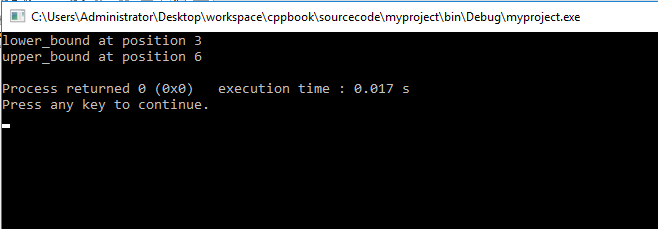 C:\Users\Administrator\Desktop\workspace\cppbook\sourcecode\myproject\bin\Debug\myproject.exe
lower_bound at position 3
upper_bound at position 6
Process returned 0 (0x0)   execution time : 0.017 s
Press any key to continue.